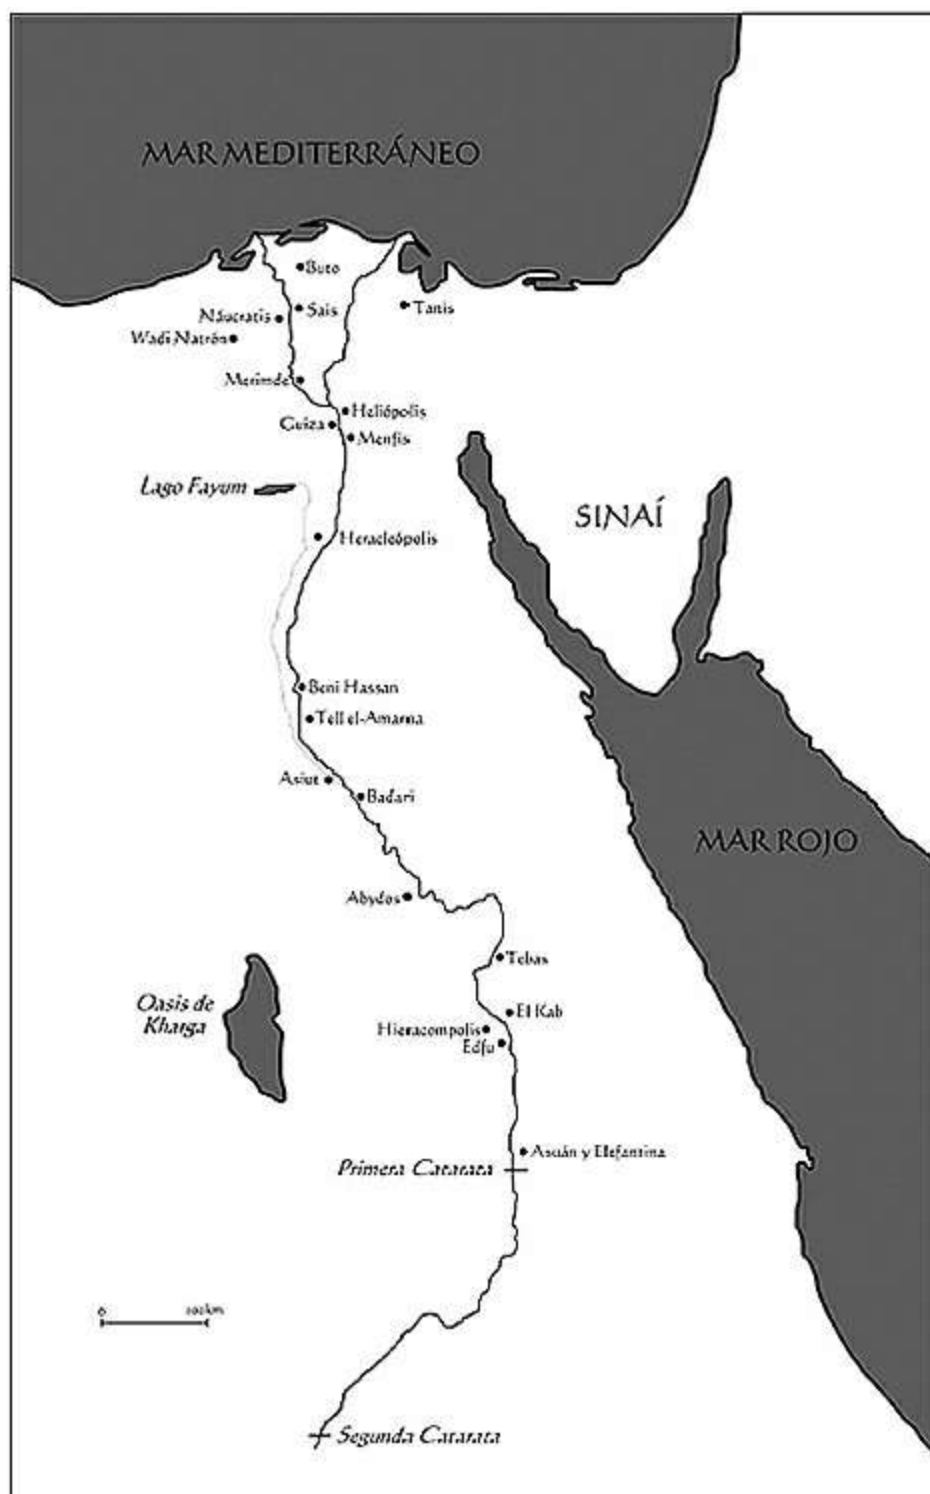 MAR MEDITERRÁNEO
Buto
Sais
Tanis
Náucratis
Wadi Natrón
Merimde
Heliópolis
Guiza
Menfis
Lago Fayum
SINAÍ
Heracleópolis
Beni Hassan
Tell el-Amarna
Asiut
Badari
MAR ROJO
Abydos
Tebas
Oasis de
Kharga
El Kab
Hieracompolis
Edfu
Asuán y Elefantina
Primera Catarata
0 100km
Segunda Catarata